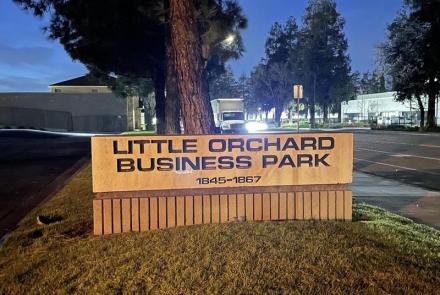 LITTLE ORCHARD
BUSINESS PARK
1845-1867